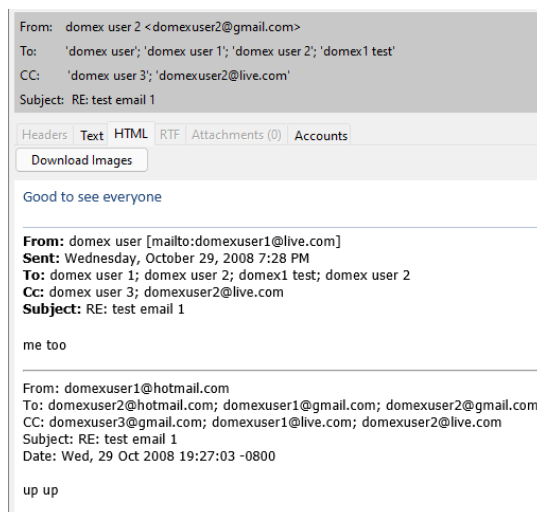 From: domex user 2 <domexuser2@gmail.com>
To: 'domex user'; 'domex user 1'; 'domex user 2'; 'domex1 test'
CC: 'domex user 3'; 'domexuser2@live.com'
Subject: RE: test email 1
Headers Text HTML RTF Attachments (0) Accounts
Download Images
Good to see everyone
From: domex user [mailto:domexuser1@live.com]
Sent: Wednesday, October 29, 2008 7:28 PM
To: domex user 1; domex user 2; domex1 test; domex user 2
Cc: domex user 3; domexuser2@live.com
Subject: RE: test email 1
me too
From: domexuser1@hotmail.com
To: domexuser2@hotmail.com; domexuser1@gmail.com; domexuser2@gmail.com
CC: domexuser3@gmail.com; domexuser1@live.com; domexuser2@live.com
Subject: RE: test email 1
Date: Wed, 29 Oct 2008 19:27:03 -0800
up up